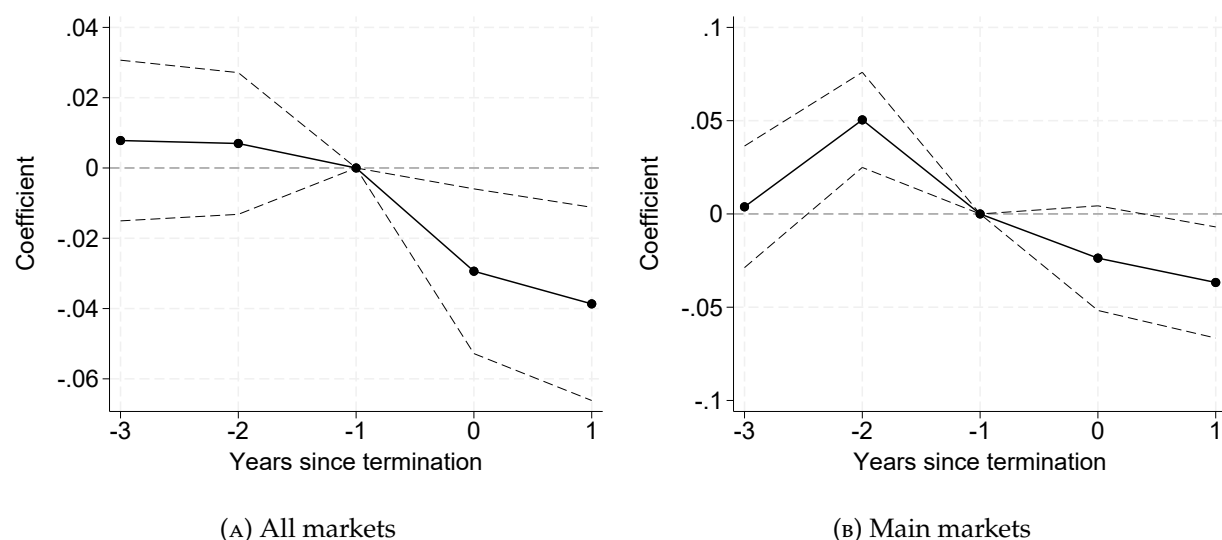 .04
.02
0
-.02
-.04
-.06
Coefficient
-3 -2 -1 0 1
Years since termination
(A) All markets
.1
.05
0
-.05
-.1
Coefficient
-3 -2 -1 0 1
Years since termination
(B) Main markets